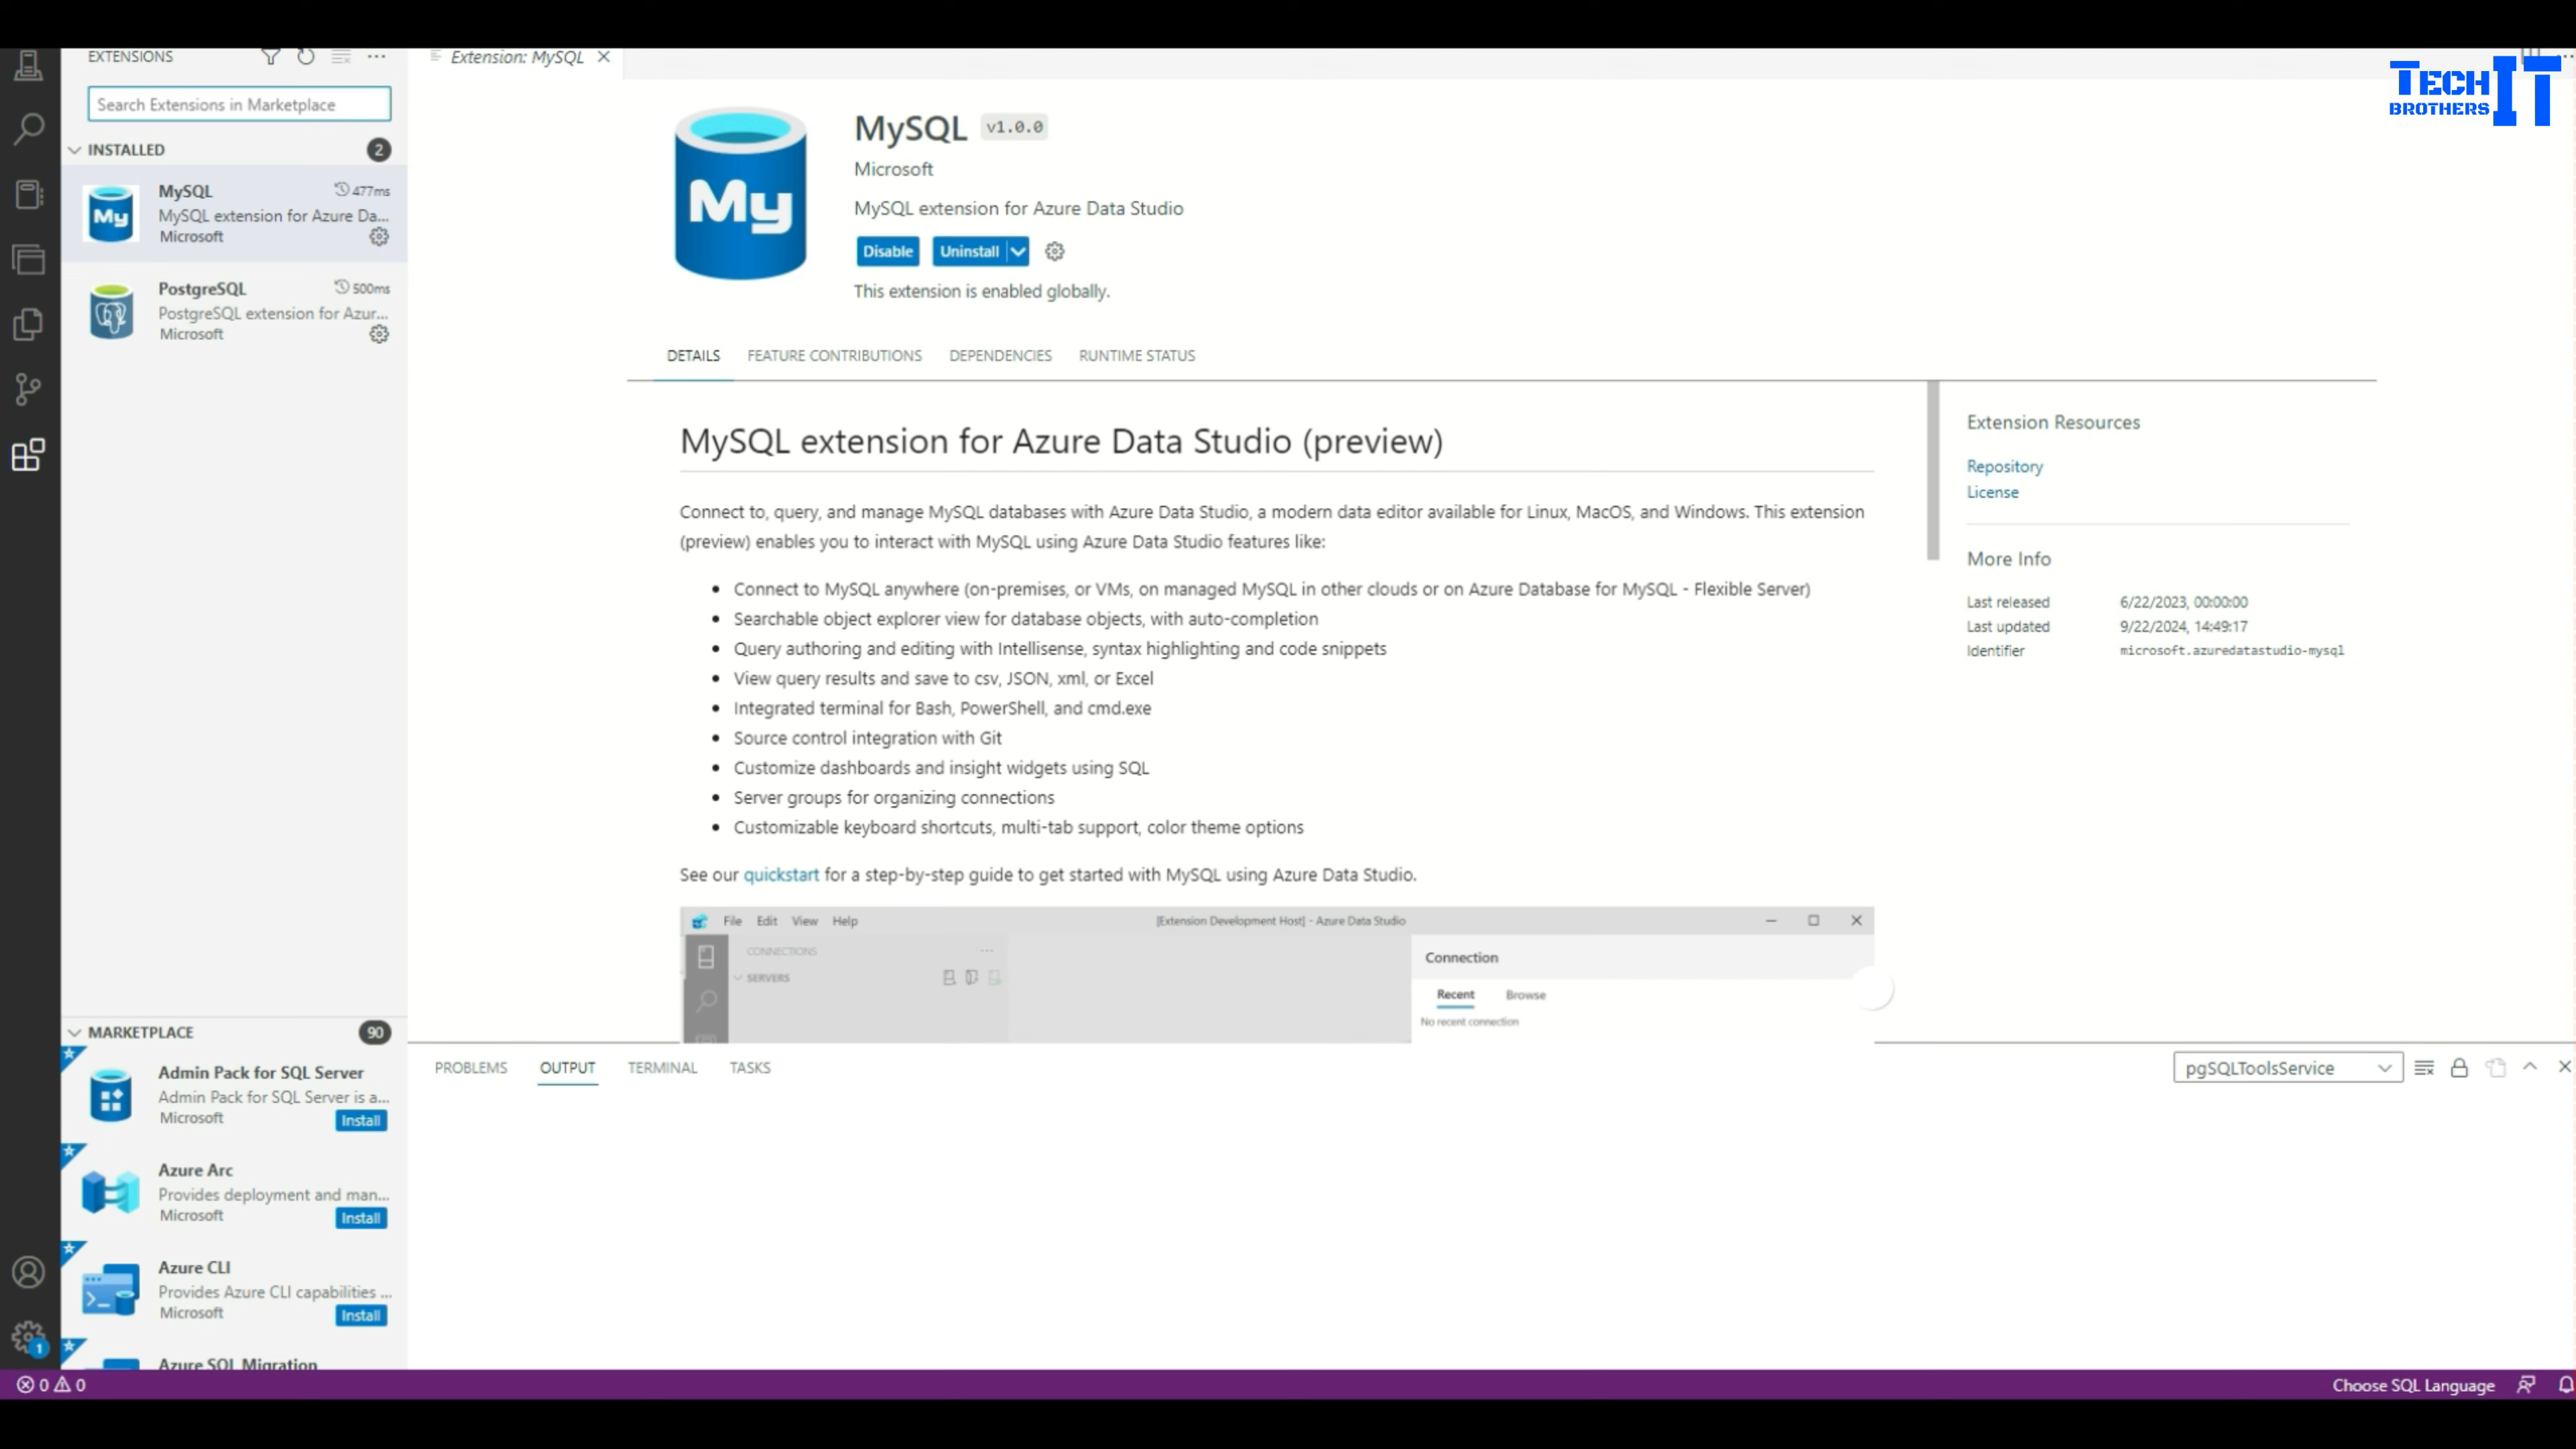 EXTENSIONS
Search Extensions in Marketplace
INSTALLED
2
MySQL
477ms
MySQL extension for Azure Da...
Microsoft
PostgreSQL
500ms
PostgreSQL extension for Azur...
Microsoft
MARKETPLACE
90
Admin Pack for SQL Server
Admin Pack for SQL Server is a...
Microsoft
Install
Azure Arc
Provides deployment and man...
Microsoft
Install
Azure CLI
Provides Azure CLI capabilities ...
Microsoft
Install
Azure SQL Migration
Extension: MySQL
TECH IT
BROTHERS
My
MySQL v1.0.0
Microsoft
MySQL extension for Azure Data Studio
Disable Uninstall
This extension is enabled globally.
DETAILS FEATURE CONTRIBUTIONS DEPENDENCIES RUNTIME STATUS
MySQL extension for Azure Data Studio (preview)
Connect to, query, and manage MySQL databases with Azure Data Studio, a modern data editor available for Linux, MacOS, and Windows. This extension
(preview) enables you to interact with MySQL using Azure Data Studio features like:
• Connect to MySQL anywhere (on-premises, or VMs, on managed MySQL in other clouds or on Azure Database for MySQL - Flexible Server)
• Searchable object explorer view for database objects, with auto-completion
• Query authoring and editing with Intellisense, syntax highlighting and code snippets
• View query results and save to csv, JSON, xml, or Excel
• Integrated terminal for Bash, PowerShell, and cmd.exe
• Source control integration with Git
• Customize dashboards and insight widgets using SQL
• Server groups for organizing connections
• Customizable keyboard shortcuts, multi-tab support, color theme options
See our quickstart for a step-by-step guide to get started with MySQL using Azure Data Studio.
File Edit View Help [Extension Development Host] - Azure Data Studio
CONNECTIONS
SERVERS
Connection
Recent Browse
No recent connection
Extension Resources
Repository
License
More Info
Last released 6/22/2023, 00:00:00
Last updated 9/22/2024, 14:49:17
Identifier microsoft.azuredatastudio-mysql
PROBLEMS OUTPUT TERMINAL TASKS
pgSQLToolsService
1
0 0
Choose SQL Language